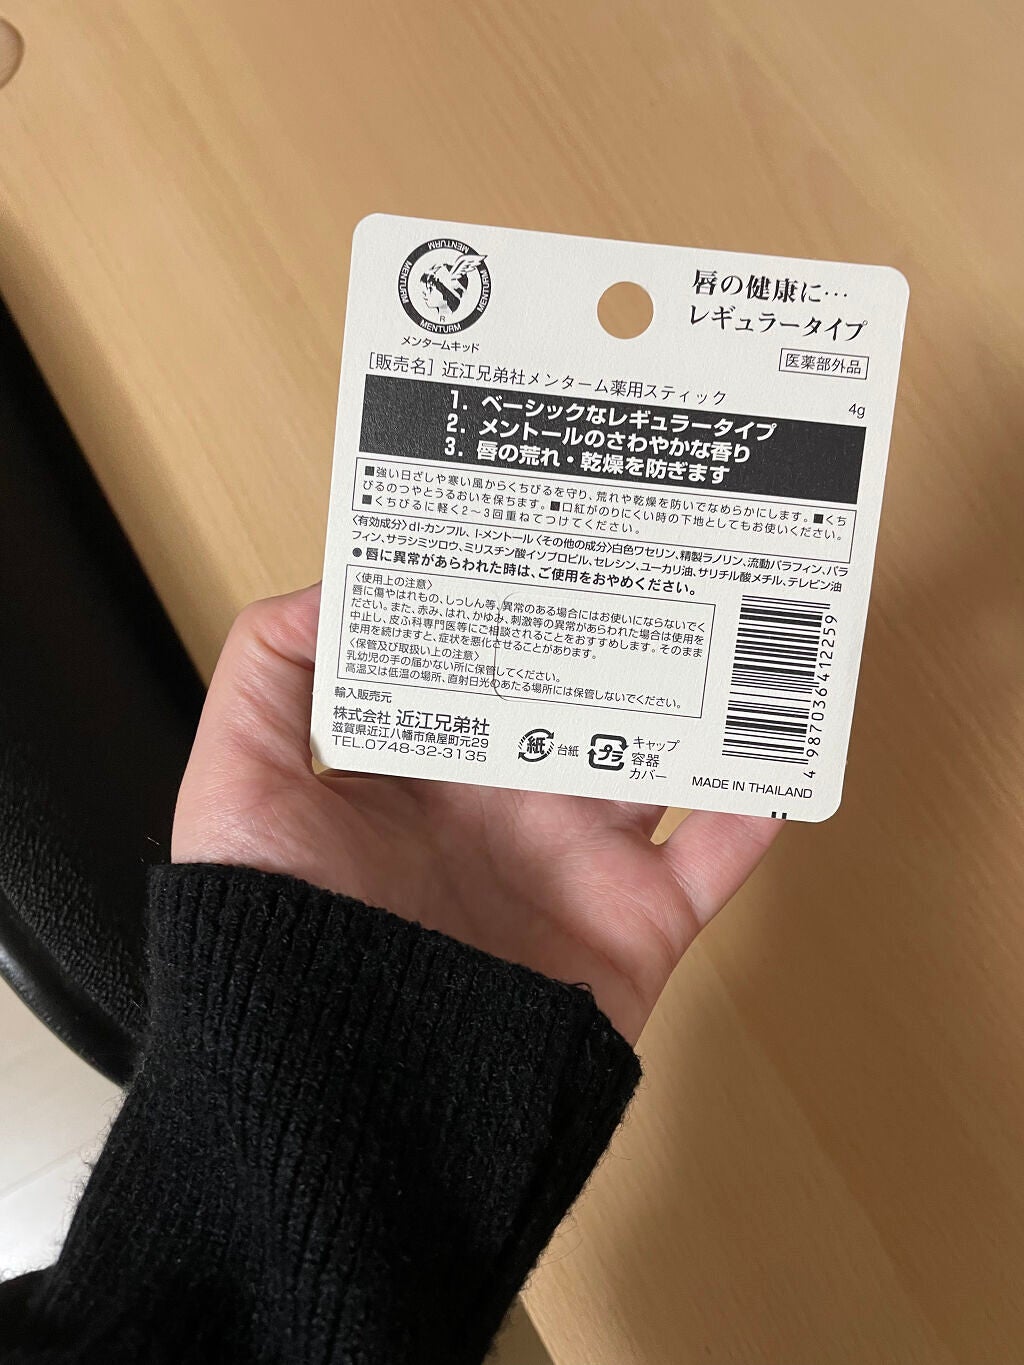 MENTURM
MENTURM
MENTURM
MENTURM
R
メンタームキッド
唇の健康に…
レギュラータイプ
医薬部外品
[販売名] 近江兄弟社メンターム薬用スティック
4g
1. ベーシックなレギュラータイプ
2. メントールのさわやかな香り
3. 唇の荒れ・乾燥を防ぎます
■強い日ざしや寒い風からくちびるを守り、荒れや乾燥を防いでなめらかにします。■くち
びるのつやとうるおいを保ちます。■口紅がのりにくい時の下地としてもお使いください。
■くちびるに軽く2〜3回重ねてつけてください。
〈有効成分〉dl-カンフル、l-メントール〈その他の成分〉白色ワセリン、精製ラノリン、流動パラフィン、パラ
フィン、サラシミツロウ、ミリスチン酸イソプロピル、セレシン、ユーカリ油、サリチル酸メチル、テレピン油
●唇に異常があらわれた時は、ご使用をおやめください。
〈使用上の注意〉
唇に傷やはれもの、しっしん等、異常のある場合にはお使いにならないでく
ださい。また、赤み、はれ、かゆみ、刺激等の異常があらわれた場合は使用を
中止し、皮ふ科専門医等にご相談されることをおすすめします。そのまま
使用を続けますと、症状を悪化させることがあります。
〈保管及び取扱い上の注意〉
乳幼児の手の届かない所に保管してください。
高温又は低温の場所、直射日光のあたる場所には保管しないでください。
輸入販売元
株式会社 近江兄弟社
滋賀県近江八幡市魚屋町元29
TEL.0748-32-3135
紙 台紙
プラ キャップ
容器
カバー
4987036412259
MADE IN THAILAND